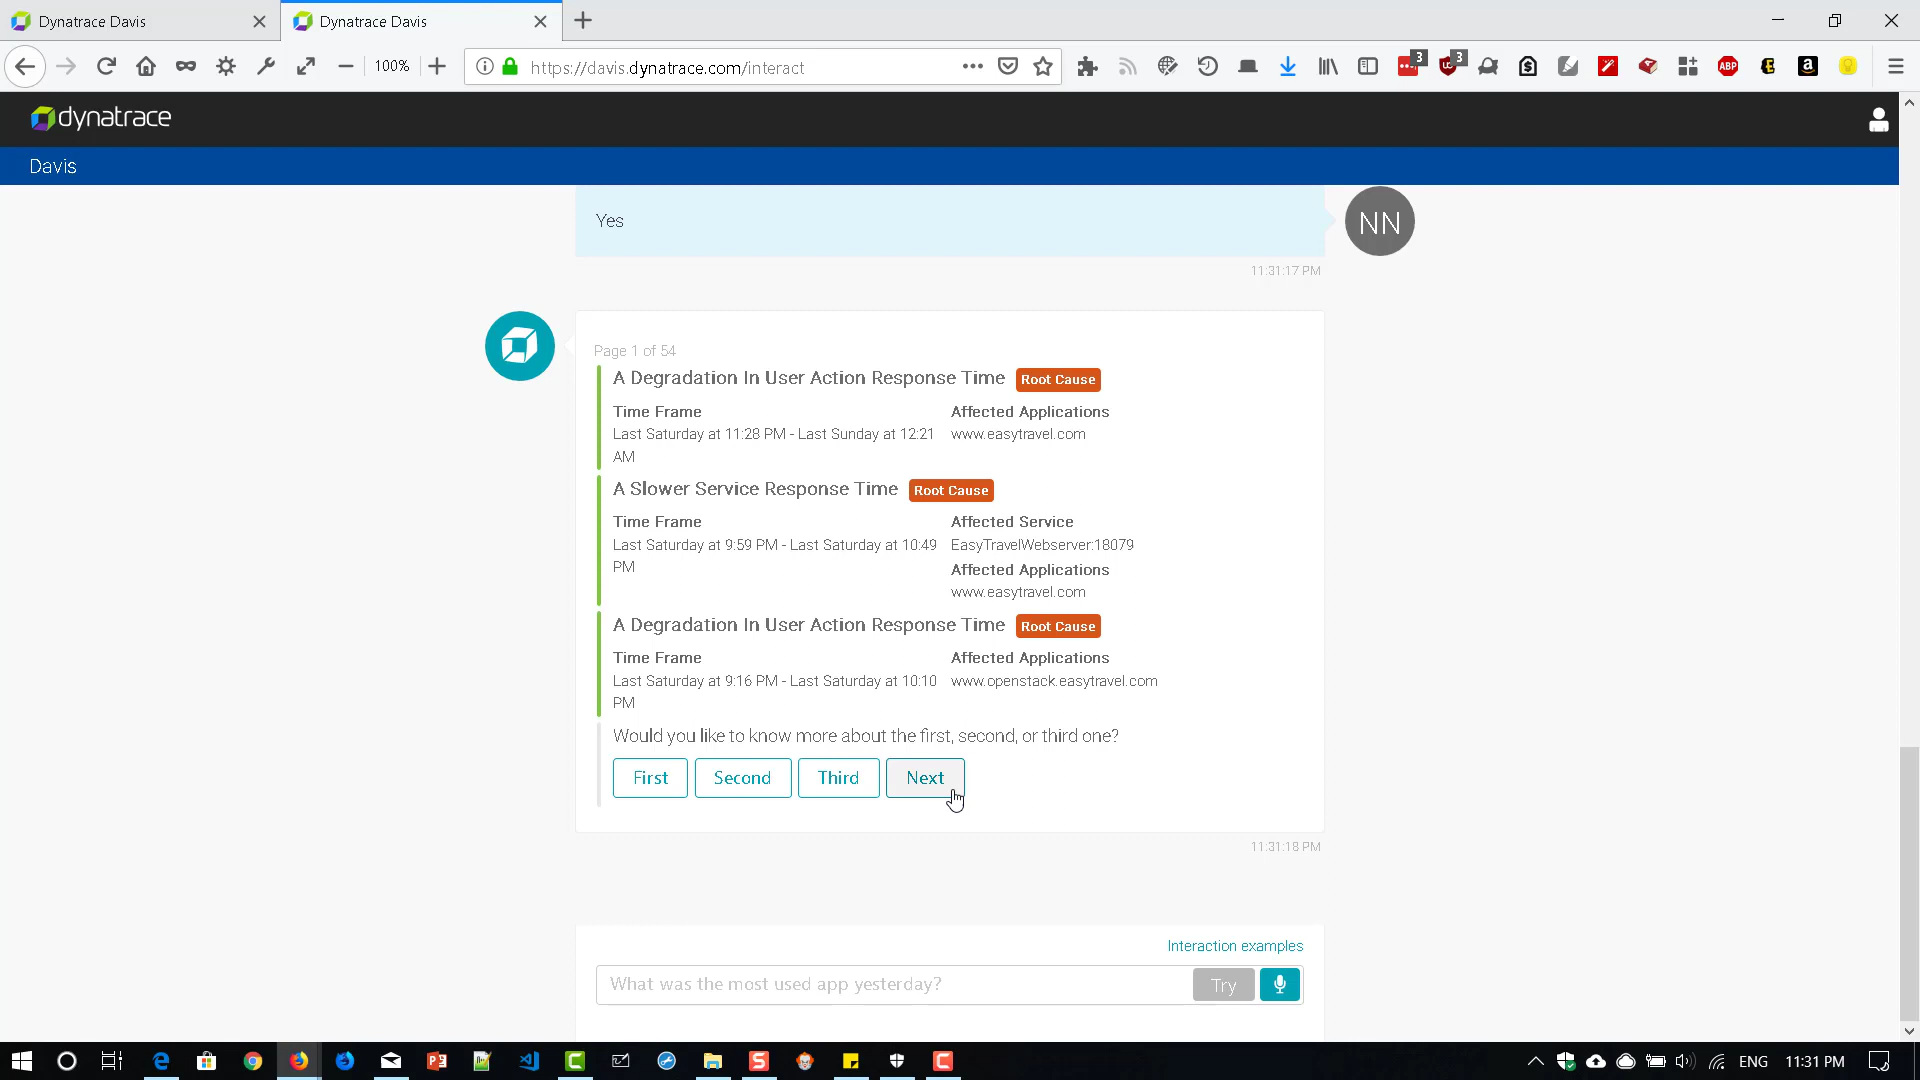 Dynatrace Davis
Dynatrace Davis
100%
https://davis.dynatrace.com/interact
3
3
ABP
dynatrace
Davis
Yes
NN
11:31:17 PM
Page 1 of 54
A Degradation In User Action Response Time Root Cause
Time Frame
Affected Applications
Last Saturday at 11:28 PM - Last Sunday at 12:21
AM
www.easytravel.com
A Slower Service Response Time Root Cause
Time Frame
Affected Service
Last Saturday at 9:59 PM - Last Saturday at 10:49
PM
EasyTravelWebserver:18079
Affected Applications
www.easytravel.com
A Degradation In User Action Response Time Root Cause
Time Frame
Affected Applications
Last Saturday at 9:16 PM - Last Saturday at 10:10
PM
www.openstack.easytravel.com
Would you like to know more about the first, second, or third one?
First Second Third Next
11:31:18 PM
Interaction examples
What was the most used app yesterday?
Try
ENG
11:31 PM